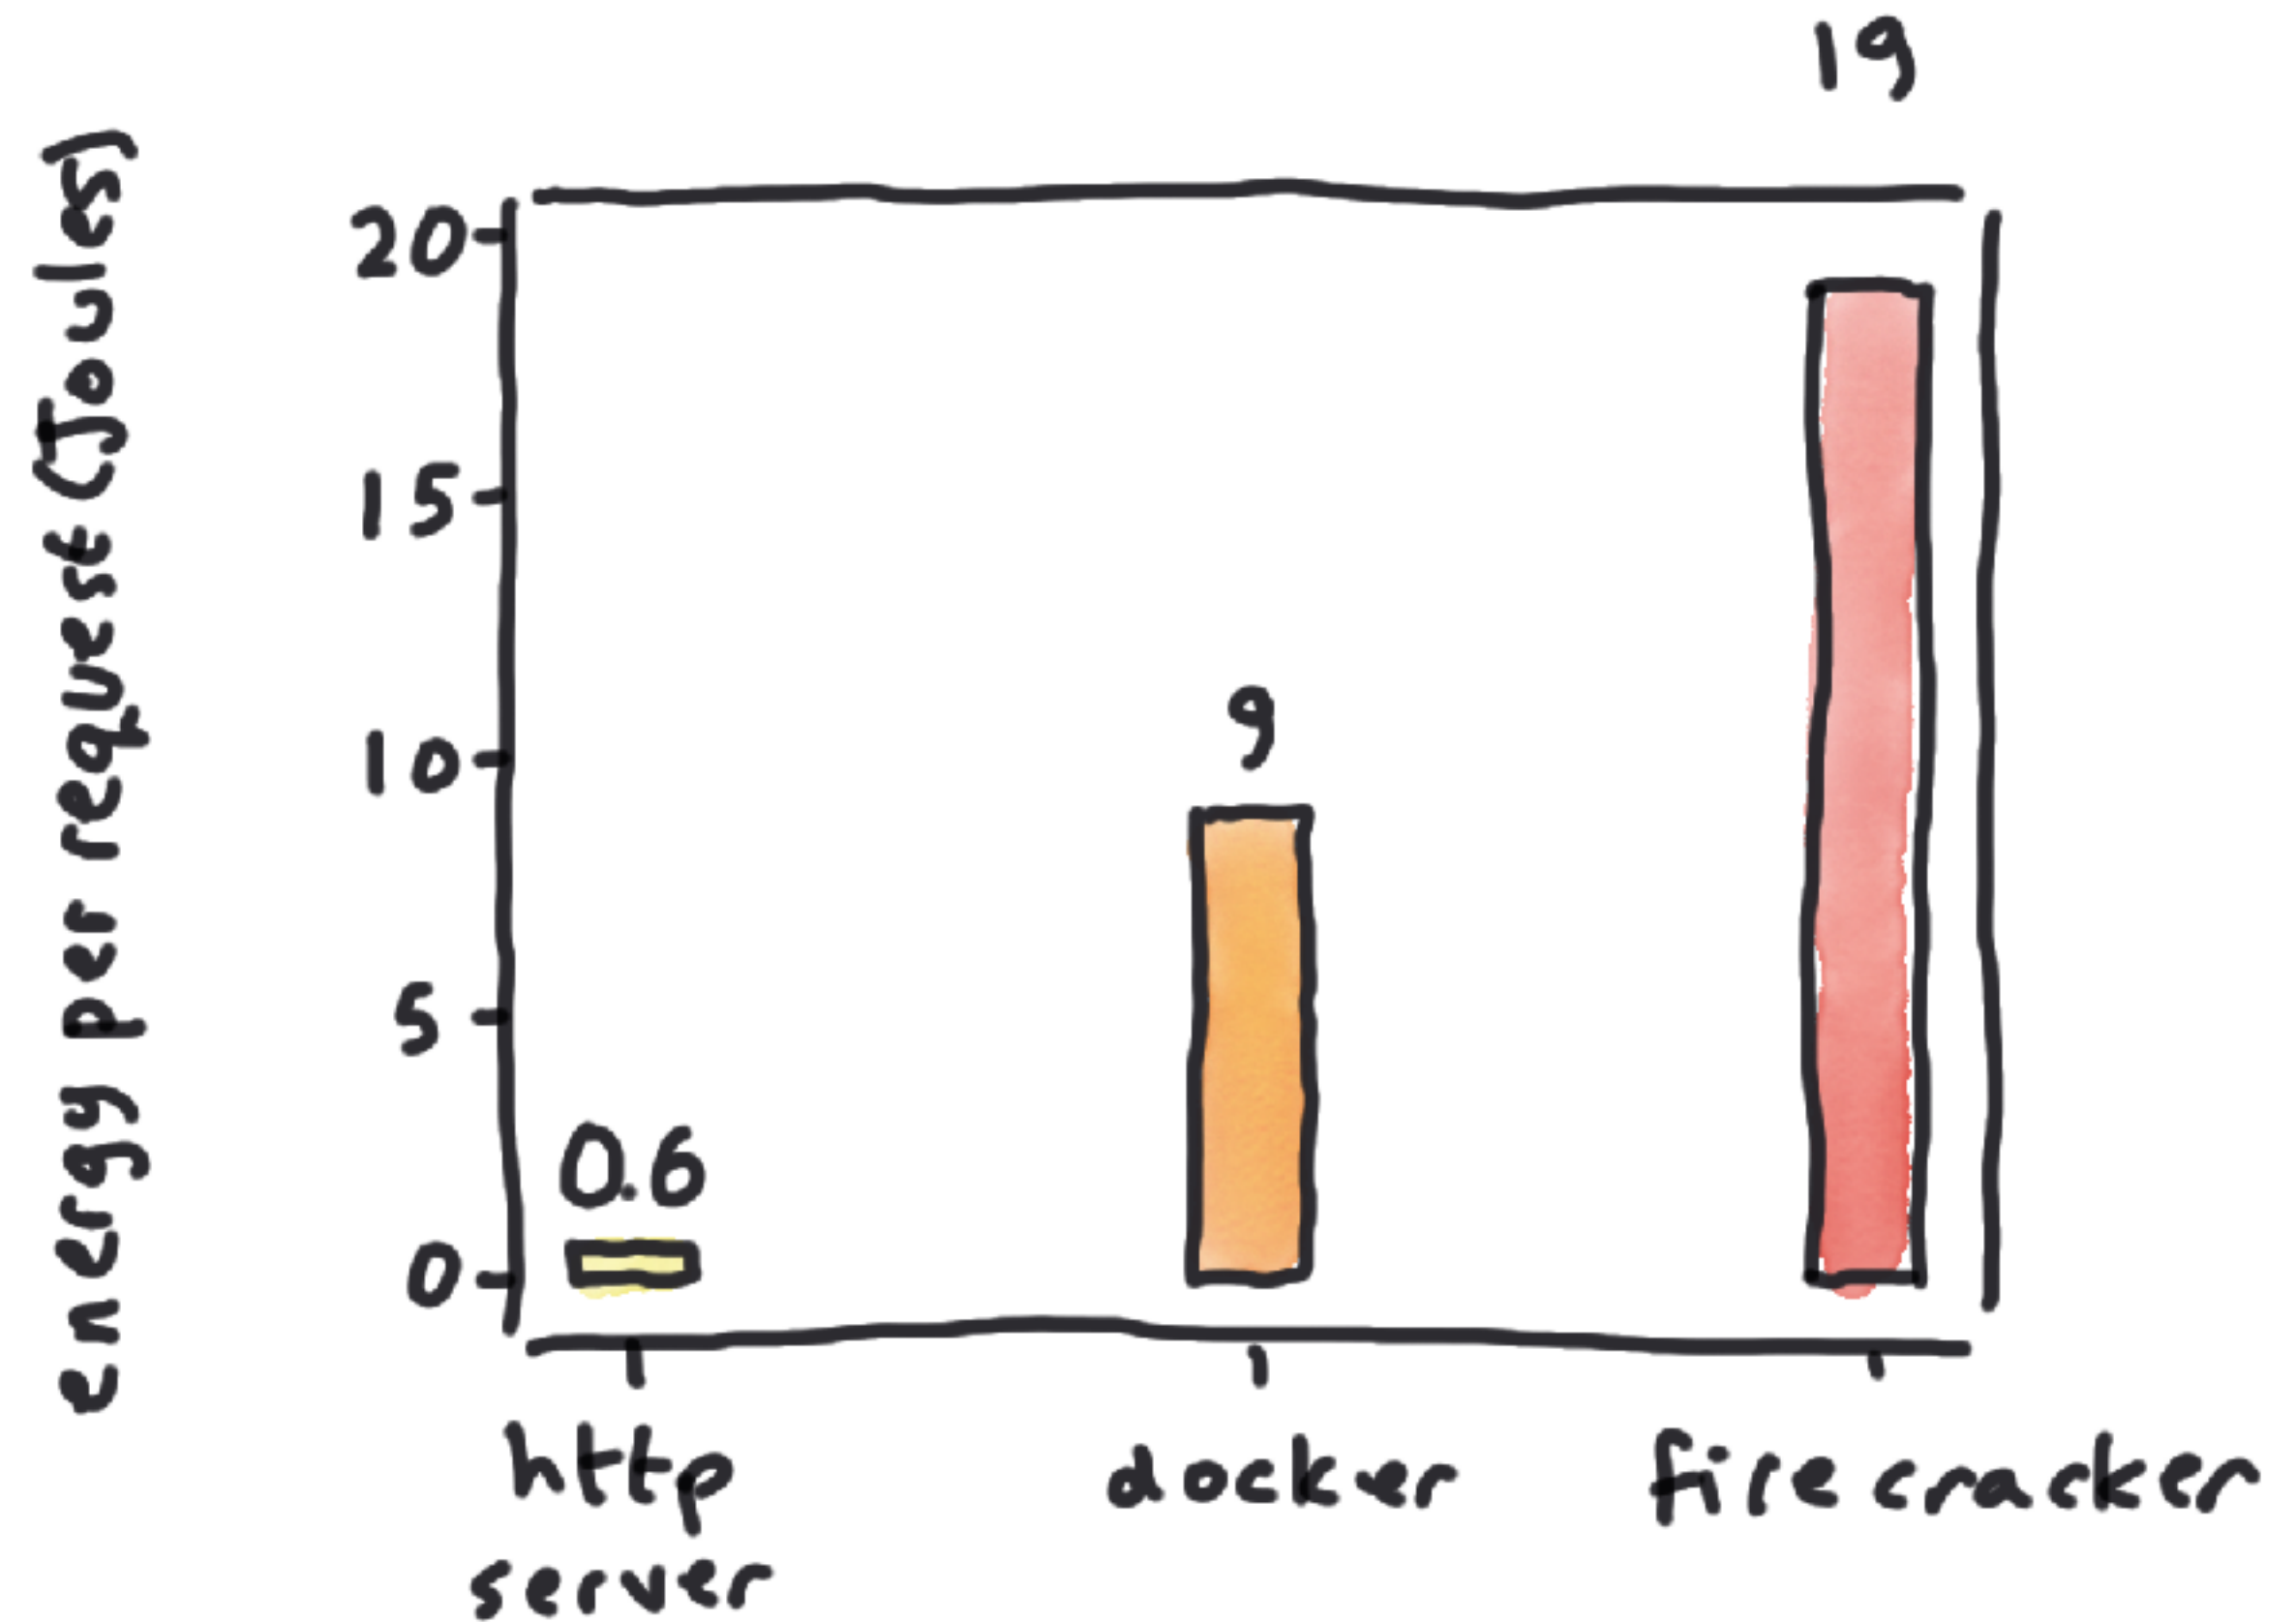 energy per request (Joules)
19
20
15
10
9
5
0.6
0
http
server
docker
firecracker